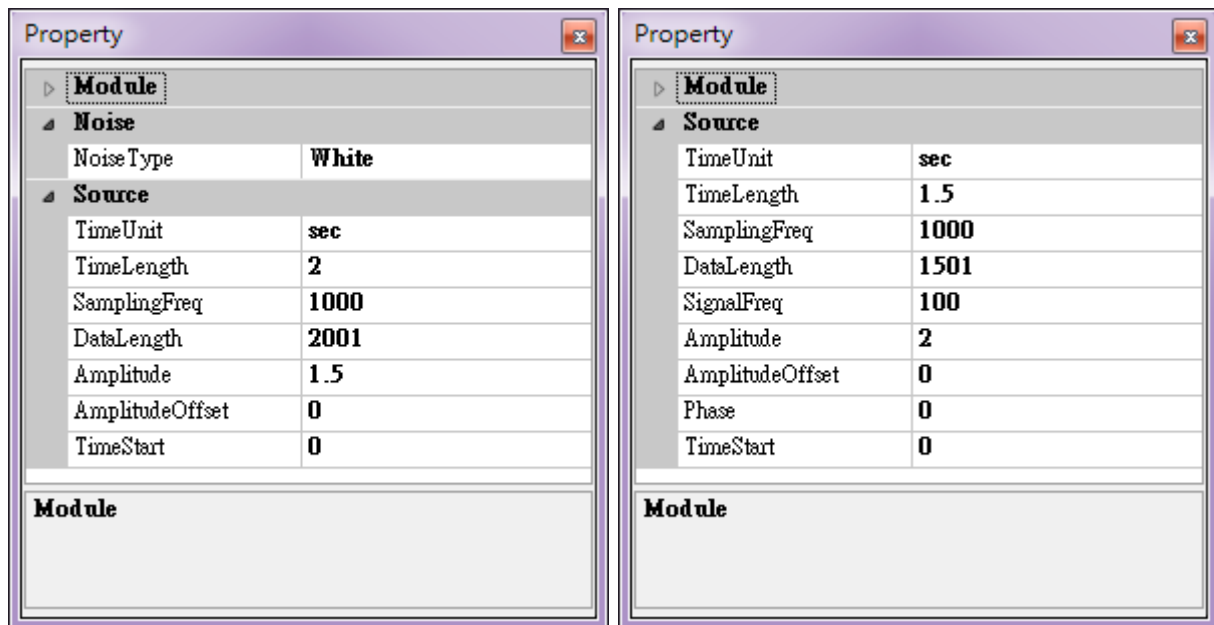 Property
Module
Noise
NoiseType White
Source
TimeUnit sec
TimeLength 2
SamplingFreq 1000
DataLength 2001
Amplitude 1.5
AmplitudeOffset 0
TimeStart 0
Module
Property
Module
Source
TimeUnit sec
TimeLength 1.5
SamplingFreq 1000
DataLength 1501
SignalFreq 100
Amplitude 2
AmplitudeOffset 0
Phase 0
TimeStart 0
Module